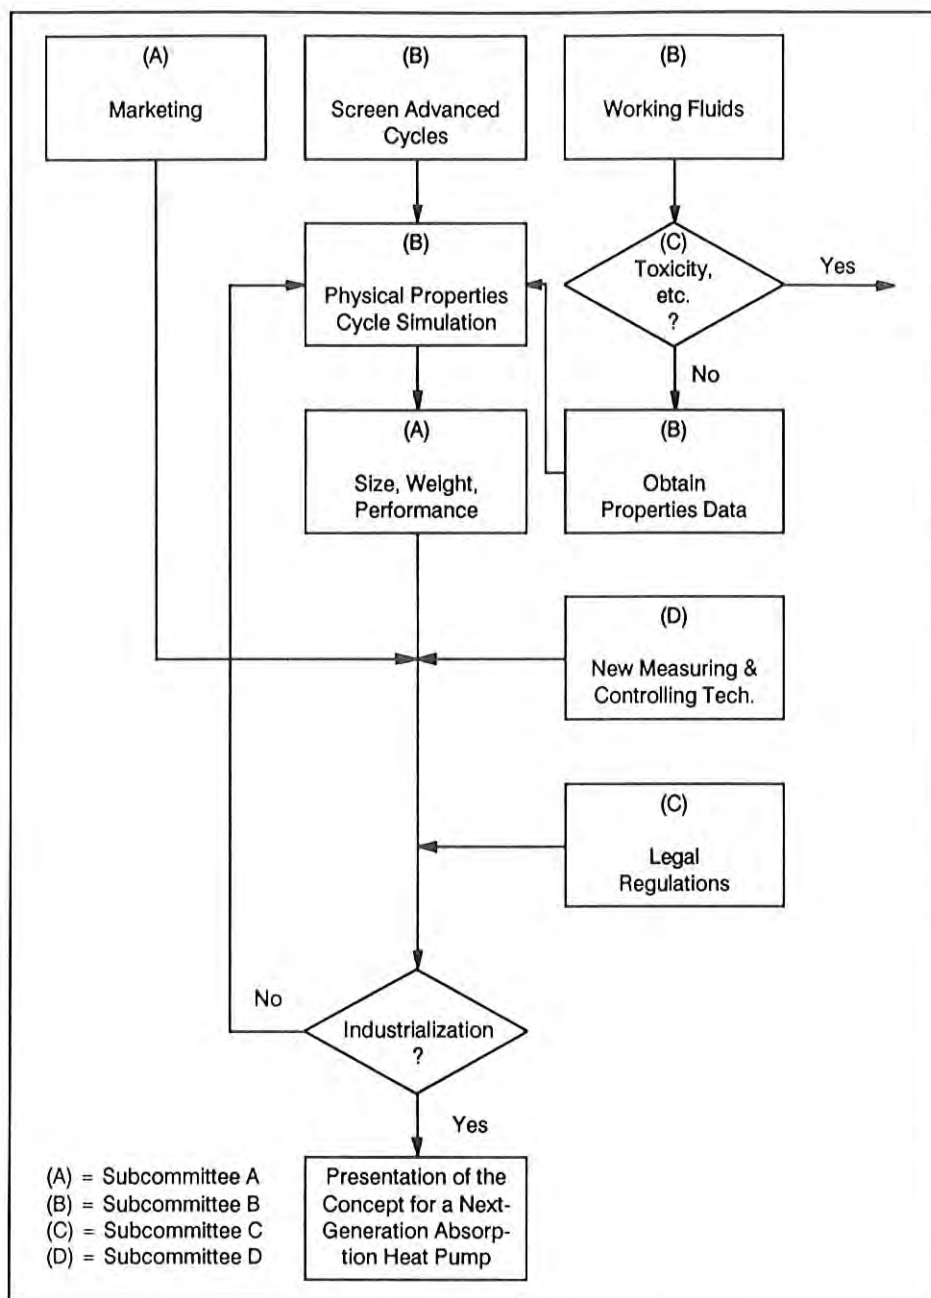 (A)
Marketing
(B)
Screen Advanced
Cycles
(B)
Working Fluids
(B)
Physical Properties
Cycle Simulation
(C)
Toxicity,
etc.
?
Yes
No
(A)
Size, Weight,
Performance
(B)
Obtain
Properties Data
(D)
New Measuring &
Controlling Tech.
(C)
Legal
Regulations
No
Industrialization
?
Yes
(A) = Subcommittee A
(B) = Subcommittee B
(C) = Subcommittee C
(D) = Subcommittee D
Presentation of the
Concept for a Next-
Generation Absorp-
tion Heat Pump